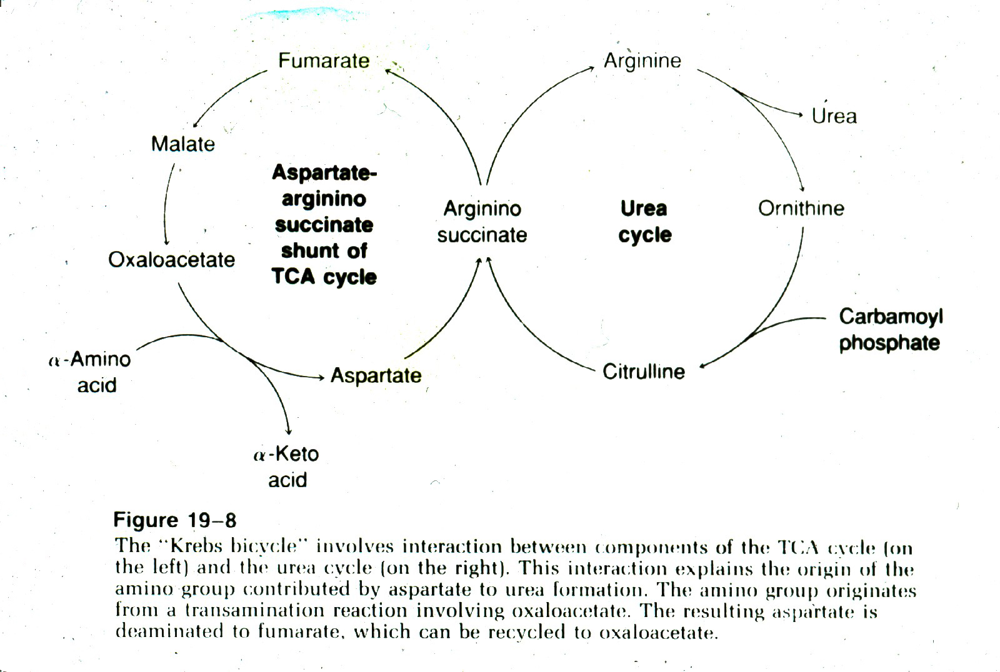 Fumarate
Arginine
Urea
Malate
Aspartate-
arginino
succinate
shunt of
TCA cycle
Arginino
succinate
Urea
cycle
Ornithine
Oxaloacetate
Carbamoyl
phosphate
α-Amino
acid
Aspartate
Citrulline
α-Keto
acid
Figure 19–8
The “Krebs bicycle” involves interaction between components of the TCA cycle (on
the left) and the urea cycle (on the right). This interaction explains the origin of the
amino group contributed by aspartate to urea formation. The amino group originates
from a transamination reaction involving oxaloacetate. The resulting aspartate is
deaminated to fumarate, which can be recycled to oxaloacetate.